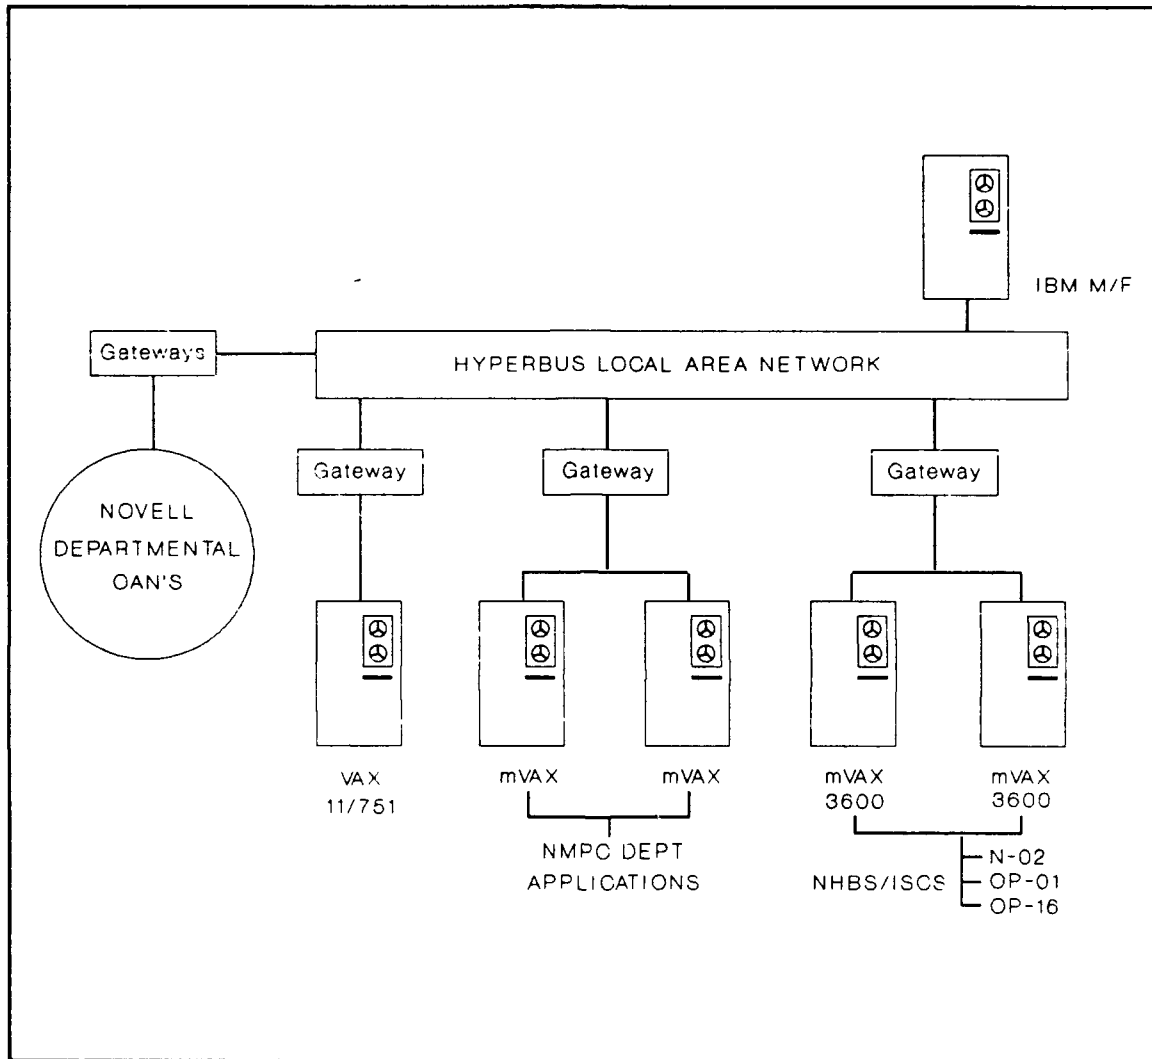 IBM M/F
Gateways
HYPERBUS LOCAL AREA NETWORK
Gateway
Gateway
Gateway
NOVELL
DEPARTMENTAL
OAN'S
VAX
11/751
mVAX
mVAX
mVAX
3600
mVAX
3600
NMPC DEPT
APPLICATIONS
NHBS/ISCS
N-02
OP-01
OP-16